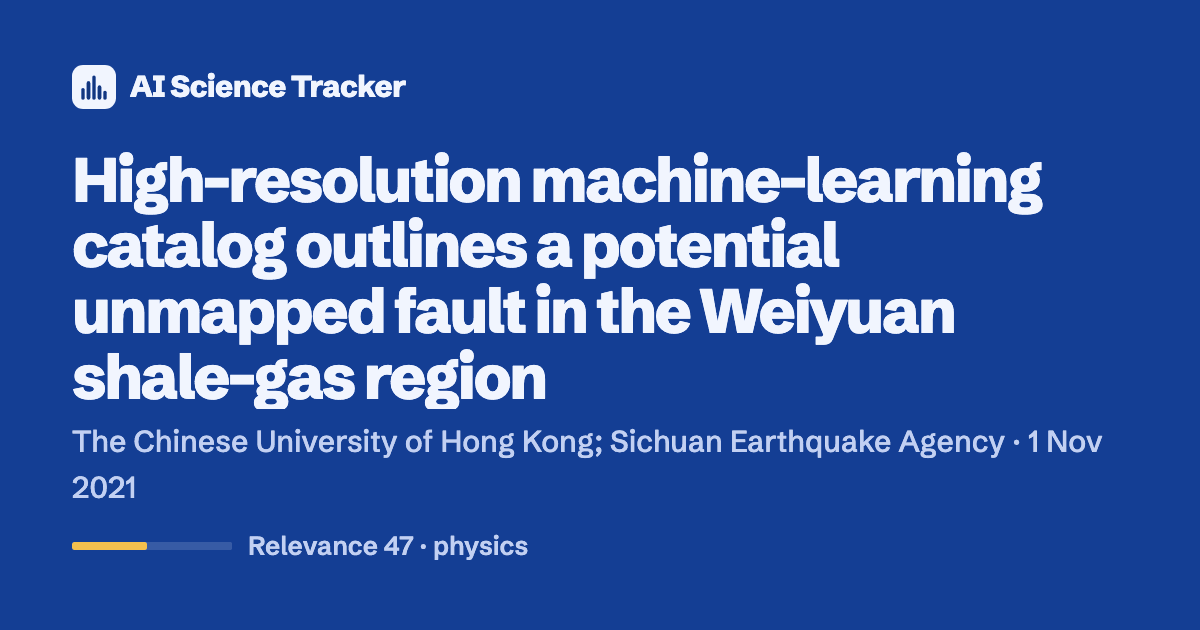 AI Science Tracker
High-resolution machine-learning
catalog outlines a potential
unmapped fault in the Weiyuan
shale-gas region
The Chinese University of Hong Kong; Sichuan Earthquake Agency · 1 Nov
2021
Relevance 47 · physics